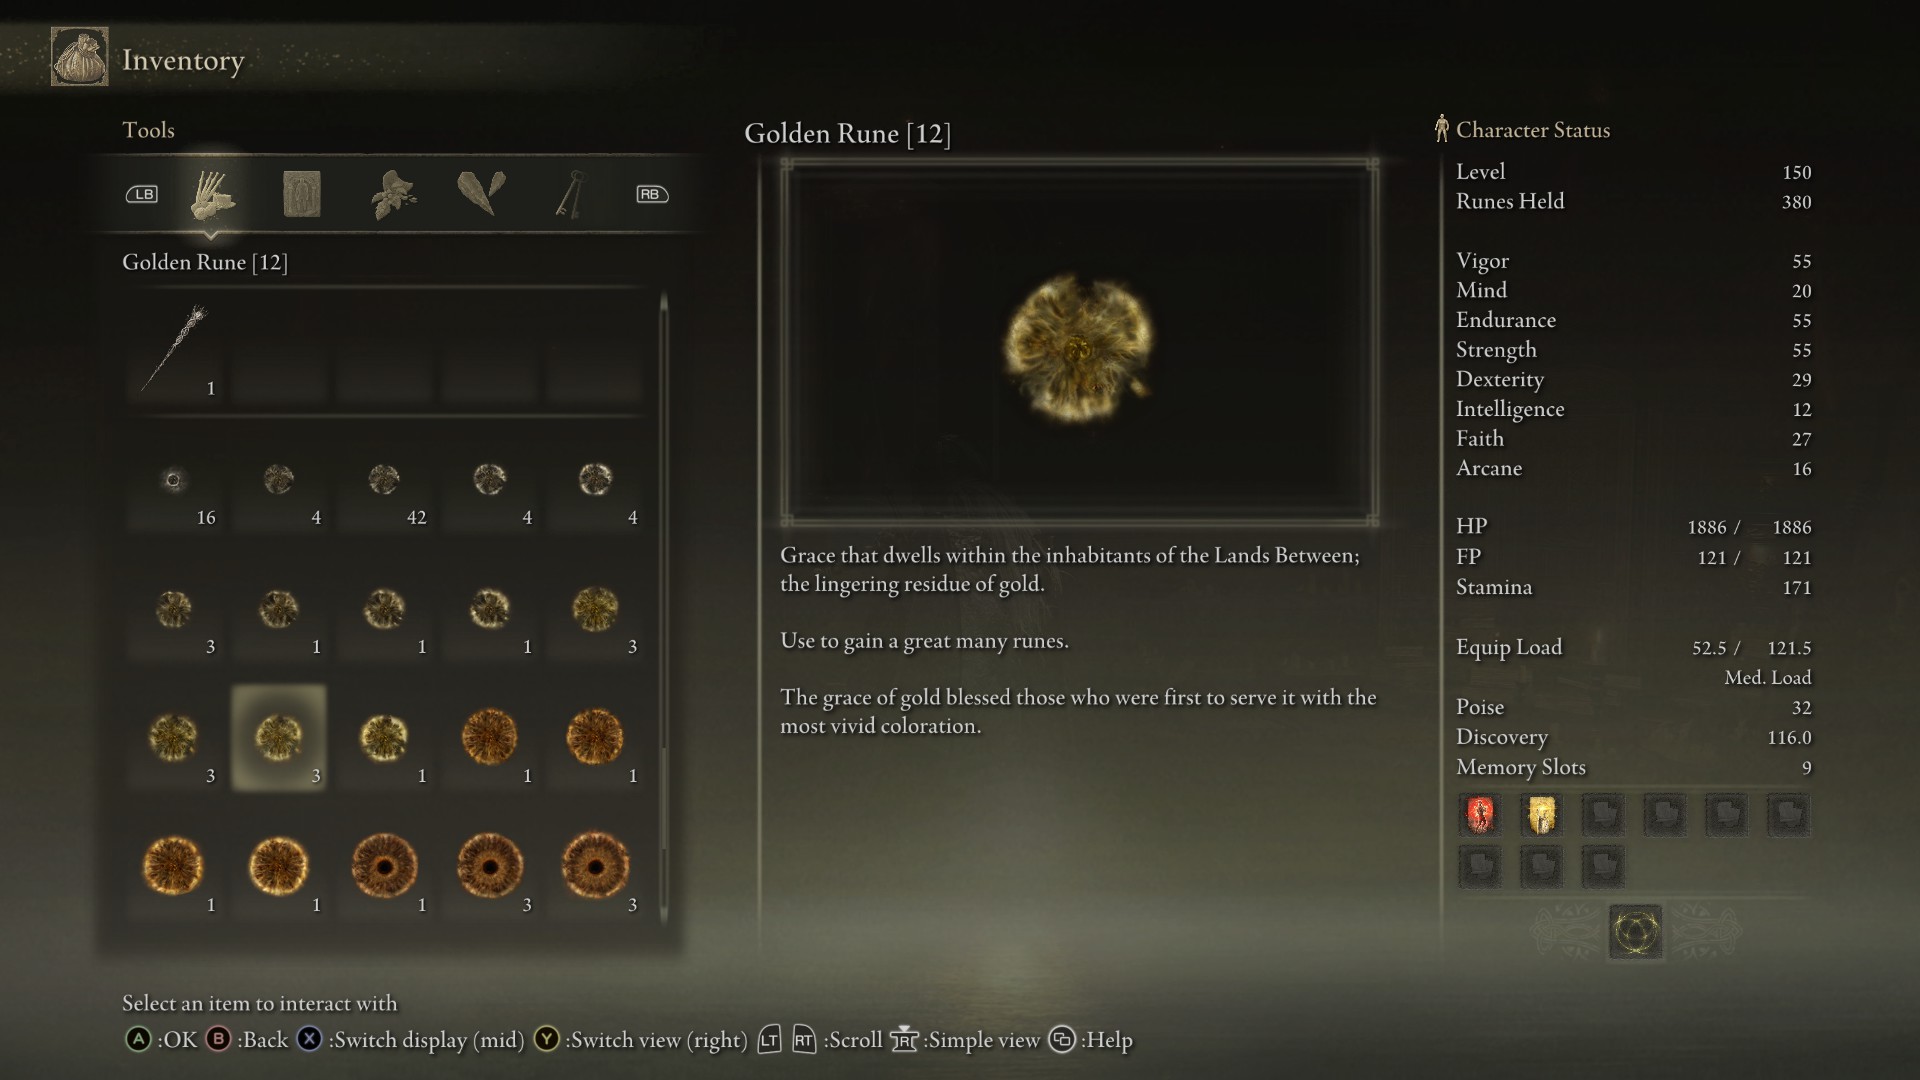 Inventory
Tools
LB RB
Golden Rune [12]
1
16 4 42 4 4
3 1 1 1 3
3 3 1 1 1
1 1 1 3 3
Golden Rune [12]
Grace that dwells within the inhabitants of the Lands Between;
the lingering residue of gold.
Use to gain a great many runes.
The grace of gold blessed those who were first to serve it with the
most vivid coloration.
Character Status
Level 150
Runes Held 380
Vigor 55
Mind 20
Endurance 55
Strength 55
Dexterity 29
Intelligence 12
Faith 27
Arcane 16
HP 1886 / 1886
FP 121 / 121
Stamina 171
Equip Load 52.5 / 121.5
Med. Load
Poise 32
Discovery 116.0
Memory Slots 9
Select an item to interact with
A :OK B :Back X :Switch display (mid) Y :Switch view (right) LT RT :Scroll R :Simple view :Help